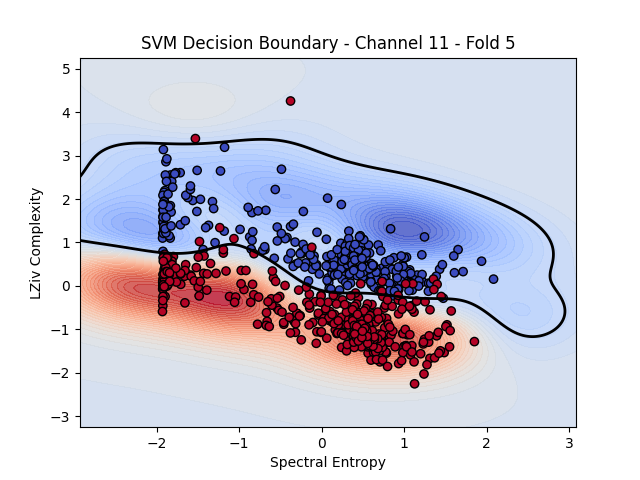 SVM Decision Boundary - Channel 11 - Fold 5
5
4
3
2
1
0
−1
−2
−3
LZiv Complexity
−2 −1 0 1 2 3
Spectral Entropy